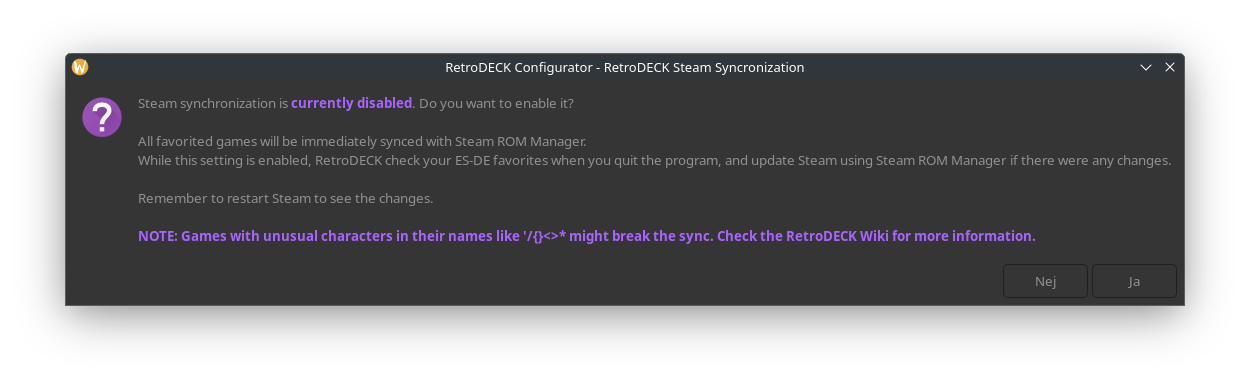 RetroDECK Configurator - RetroDECK Steam Syncronization
Steam synchronization is currently disabled. Do you want to enable it?
All favorited games will be immediately synced with Steam ROM Manager.
While this setting is enabled, RetroDECK check your ES-DE favorites when you quit the program, and update Steam using Steam ROM Manager if there were any changes.
Remember to restart Steam to see the changes.
NOTE: Games with unusual characters in their names like '/{}<>* might break the sync. Check the RetroDECK Wiki for more information.
Nej
Ja